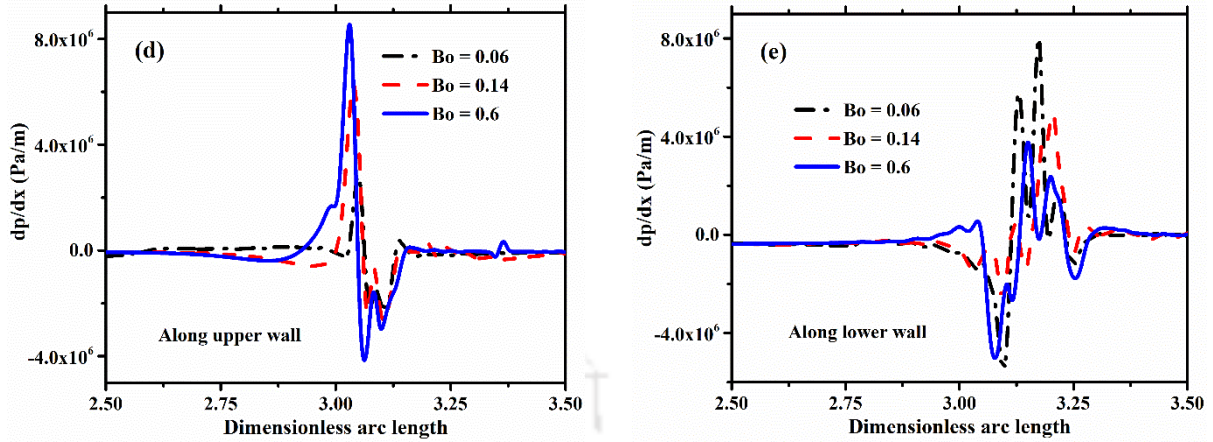 8.0x10⁶
(d)
Bo = 0.06
Bo = 0.14
Bo = 0.6
4.0x10⁶
dp/dx (Pa/m)
0.0
Along upper wall
-4.0x10⁶
2.50 2.75 3.00 3.25 3.50
Dimensionless arc length
8.0x10⁶
(e)
Bo = 0.06
Bo = 0.14
Bo = 0.6
4.0x10⁶
dp/dx (Pa/m)
0.0
Along lower wall
-4.0x10⁶
2.50 2.75 3.00 3.25 3.50
Dimensionless arc length